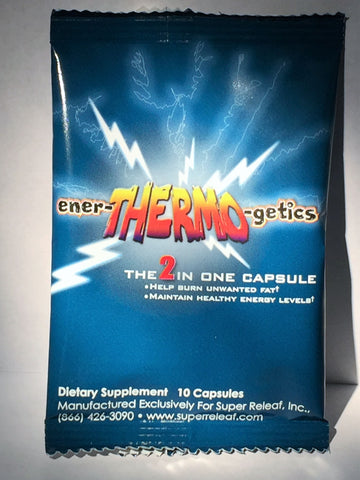 ener-THERMO-getics
THE 2 IN ONE CAPSULE
•HELP BURN UNWANTED FAT†
•MAINTAIN HEALTHY ENERGY LEVELS†
Dietary Supplement 10 Capsules
Manufactured Exclusively For Super Releaf, Inc.,
(866) 426-3090 • www.superreleaf.com